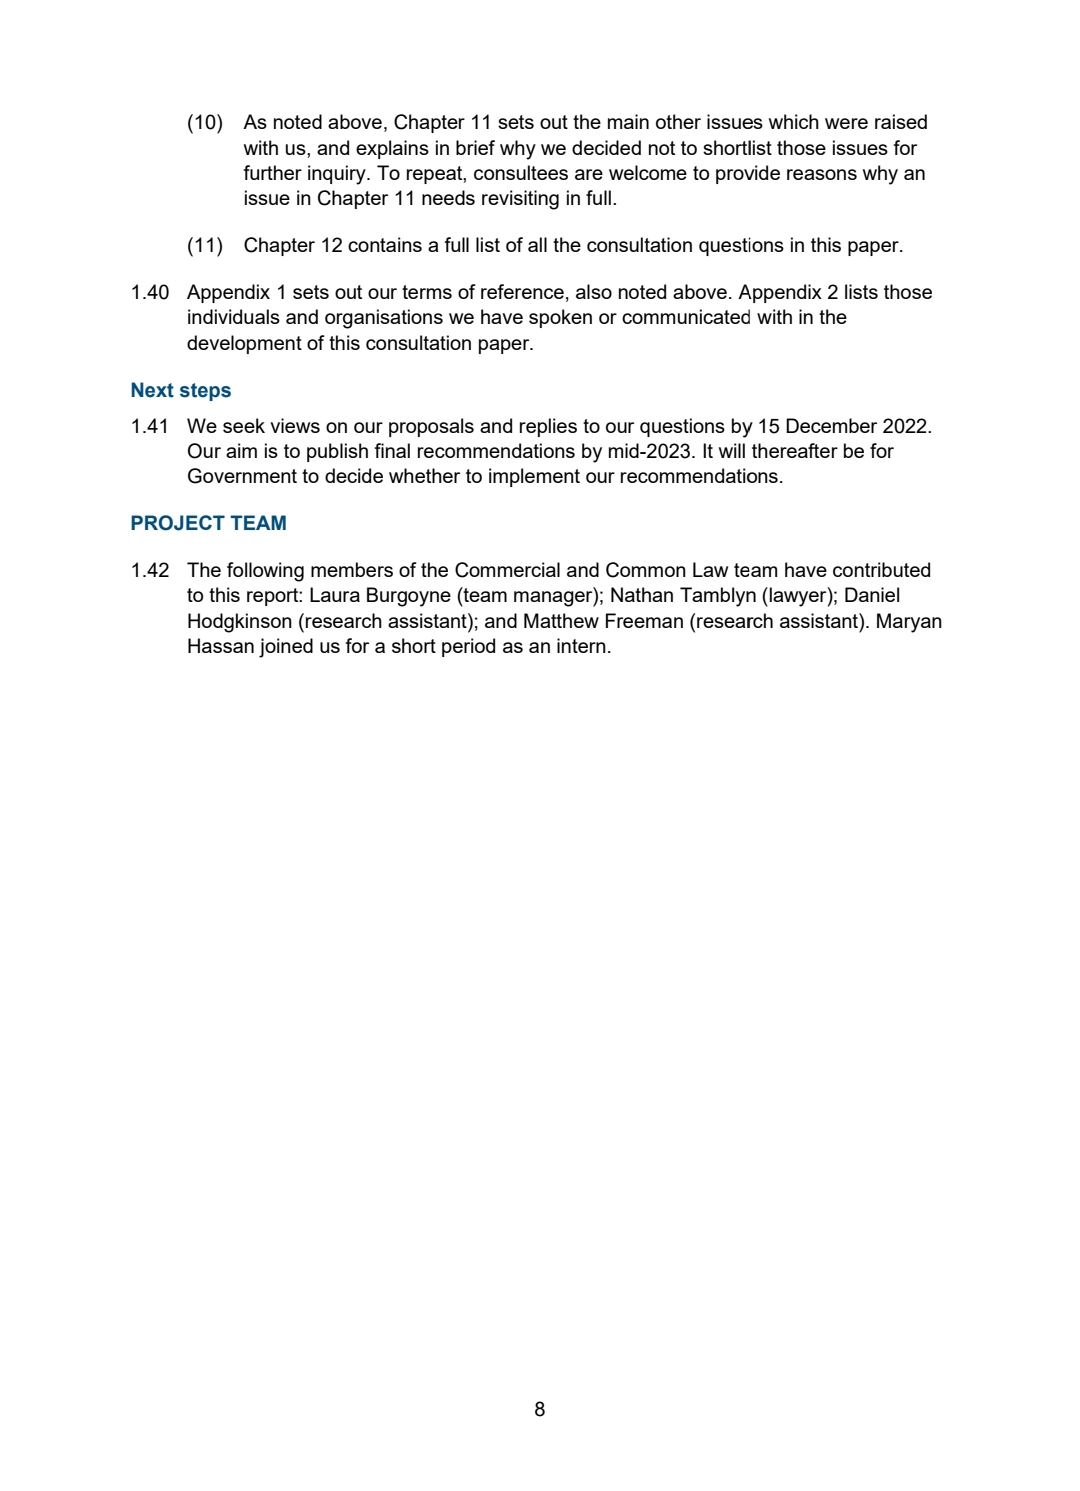 (10) As noted above, Chapter 11 sets out the main other issues which were raised
with us, and explains in brief why we decided not to shortlist those issues for
further inquiry. To repeat, consultees are welcome to provide reasons why an
issue in Chapter 11 needs revisiting in full.
(11) Chapter 12 contains a full list of all the consultation questions in this paper.
1.40 Appendix 1 sets out our terms of reference, also noted above. Appendix 2 lists those
individuals and organisations we have spoken or communicated with in the
development of this consultation paper.
Next steps
1.41 We seek views on our proposals and replies to our questions by 15 December 2022.
Our aim is to publish final recommendations by mid-2023. It will thereafter be for
Government to decide whether to implement our recommendations.
PROJECT TEAM
1.42 The following members of the Commercial and Common Law team have contributed
to this report: Laura Burgoyne (team manager); Nathan Tamblyn (lawyer); Daniel
Hodgkinson (research assistant); and Matthew Freeman (research assistant). Maryan
Hassan joined us for a short period as an intern.
8